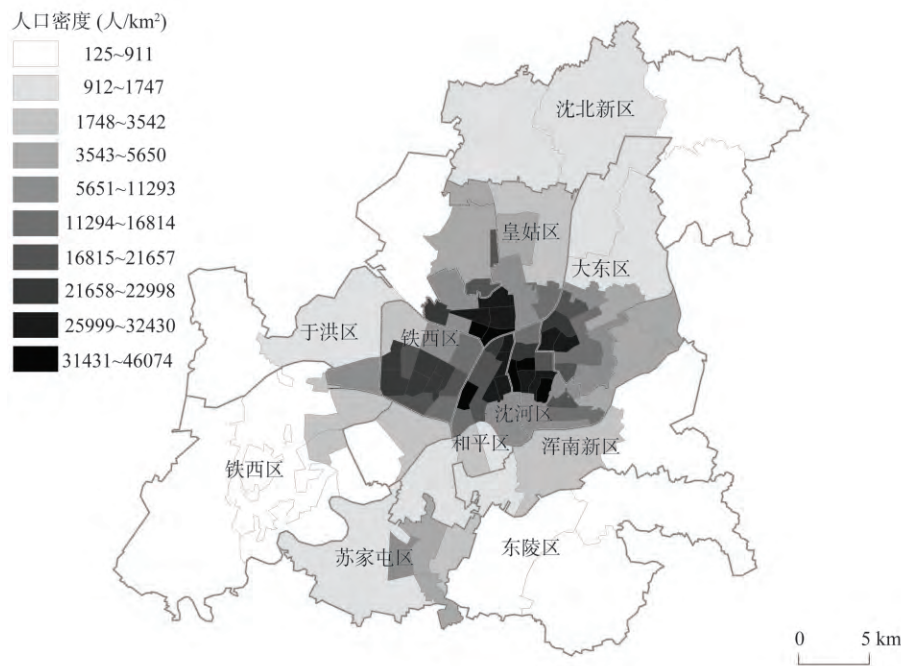 人口密度 (人/km²)
125~911
912~1747
1748~3542
3543~5650
5651~11293
11294~16814
16815~21657
21658~22998
25999~32430
31431~46074
沈北新区
皇姑区
大东区
于洪区
铁西区
沈河区
和平区
浑南新区
铁西区
苏家屯区
东陵区
0 5 km